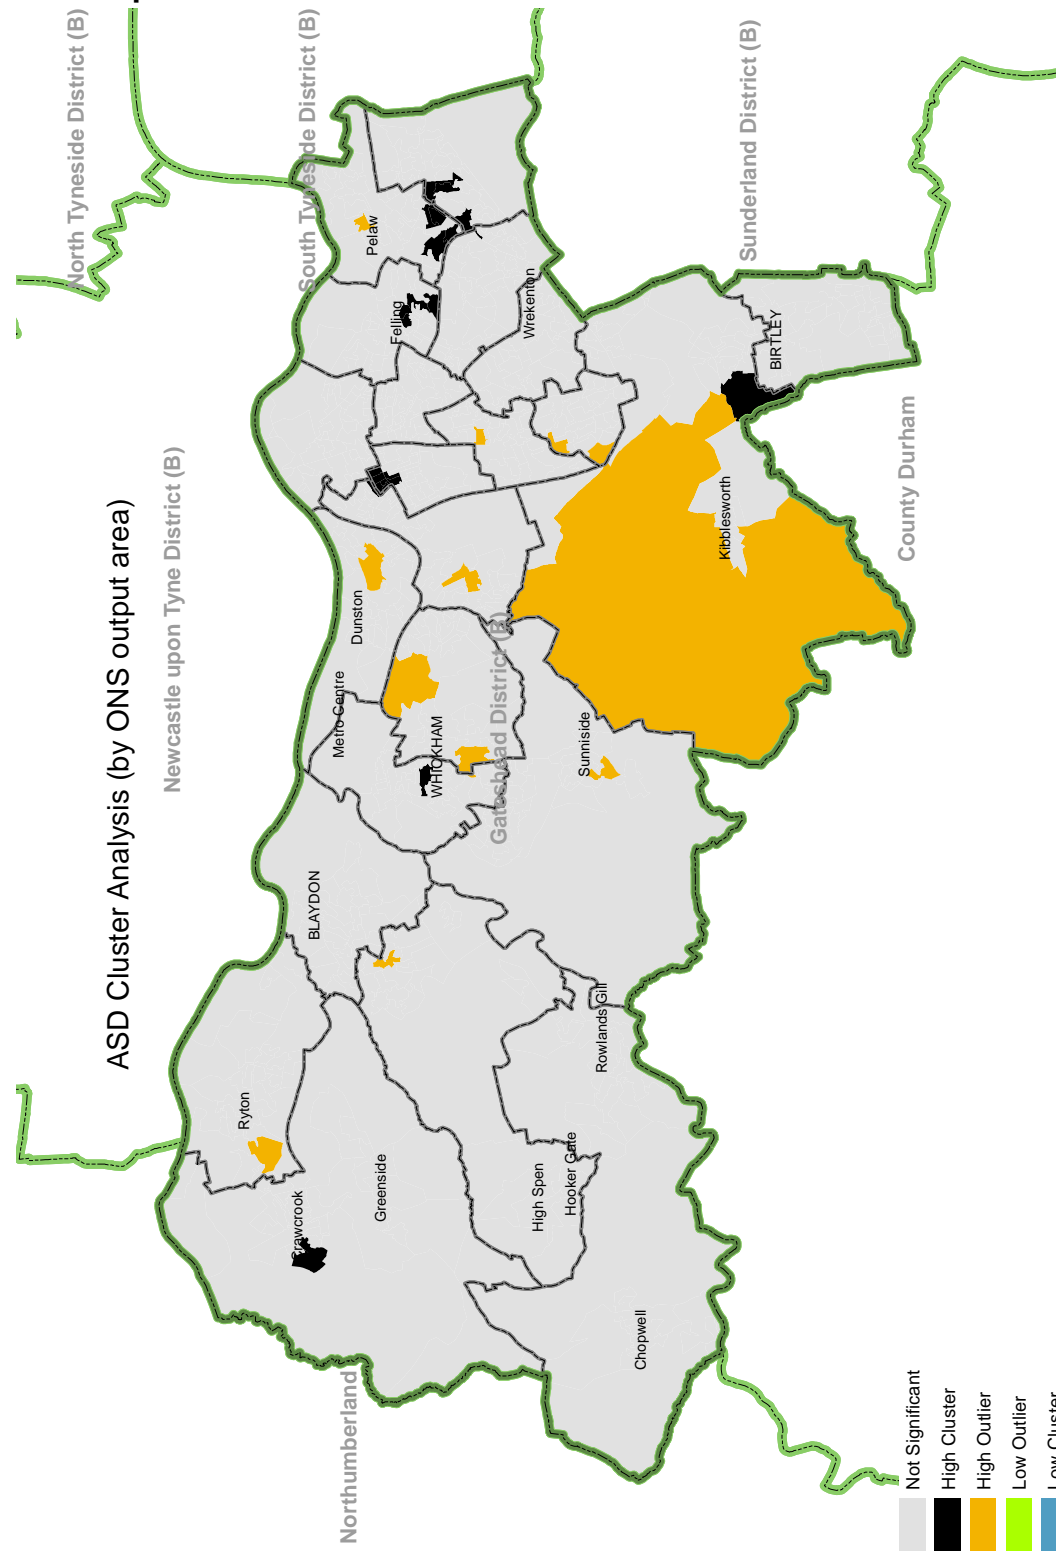 ASD Cluster Analysis (by ONS output area)
North Tyneside District (B)
South Tyneside District (B)
Newcastle upon Tyne District (B)
Sunderland District (B)
Gateshead District (B)
County Durham
Northumberland
Pelaw
Felling
Wrekenton
BIRTLEY
Kibblesworth
Dunston
Metro Centre
WHICKHAM
Sunniside
BLAYDON
Rowlands Gill
Ryton
Crawcrook
Greenside
High Spen
Hooker Gate
Chopwell
Not Significant
High Cluster
High Outlier
Low Outlier
Low Cluster